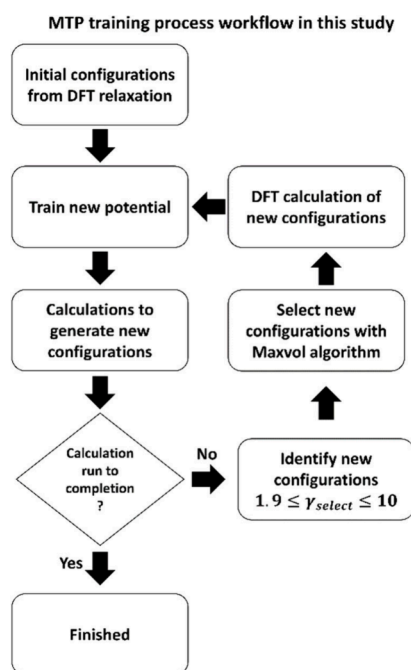 MTP training process workflow in this study
Initial configurations
from DFT relaxation
Train new potential
DFT calculation of
new configurations
Calculations to
generate new
configurations
Select new
configurations with
Maxvol algorithm
Calculation
run to
completion
?
No
Identify new
configurations
1.9 ≤ γselect ≤ 10
Yes
Finished